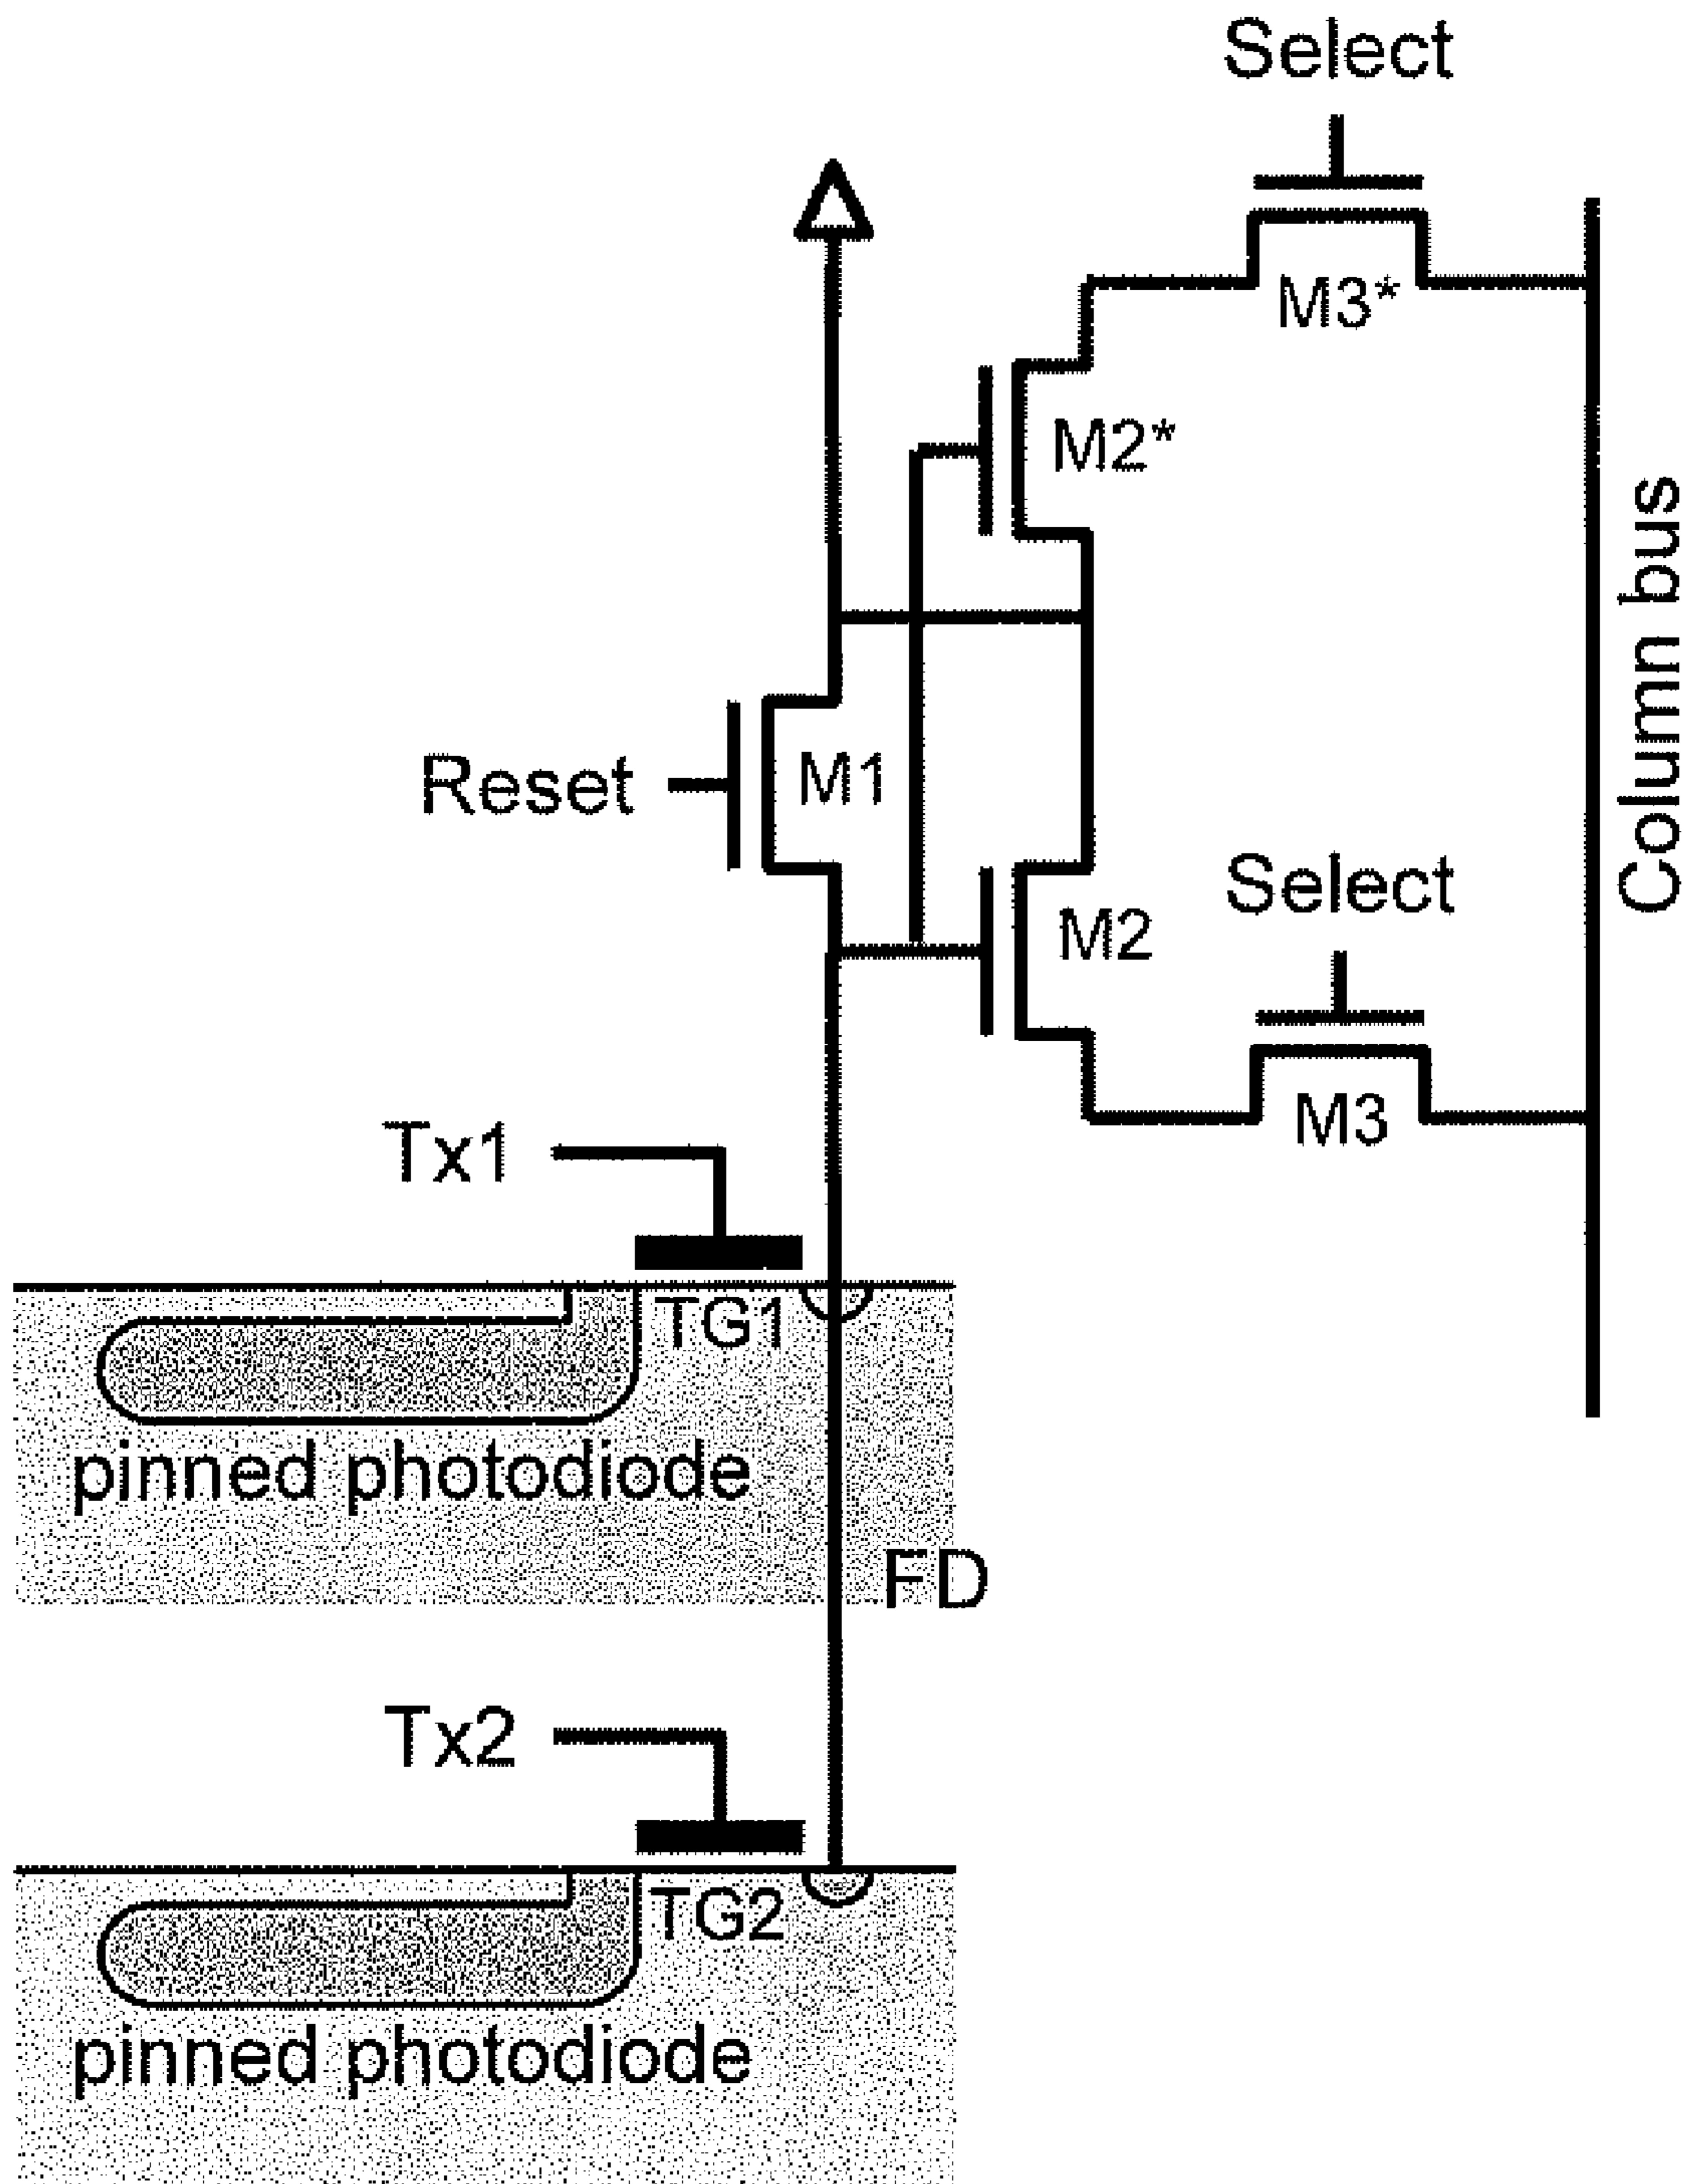 Select
M3*
M2*
Column bus
Reset
M1
Select
M2
M3
Tx1
TG1
pinned photodiode
FD
Tx2
TG2
pinned photodiode